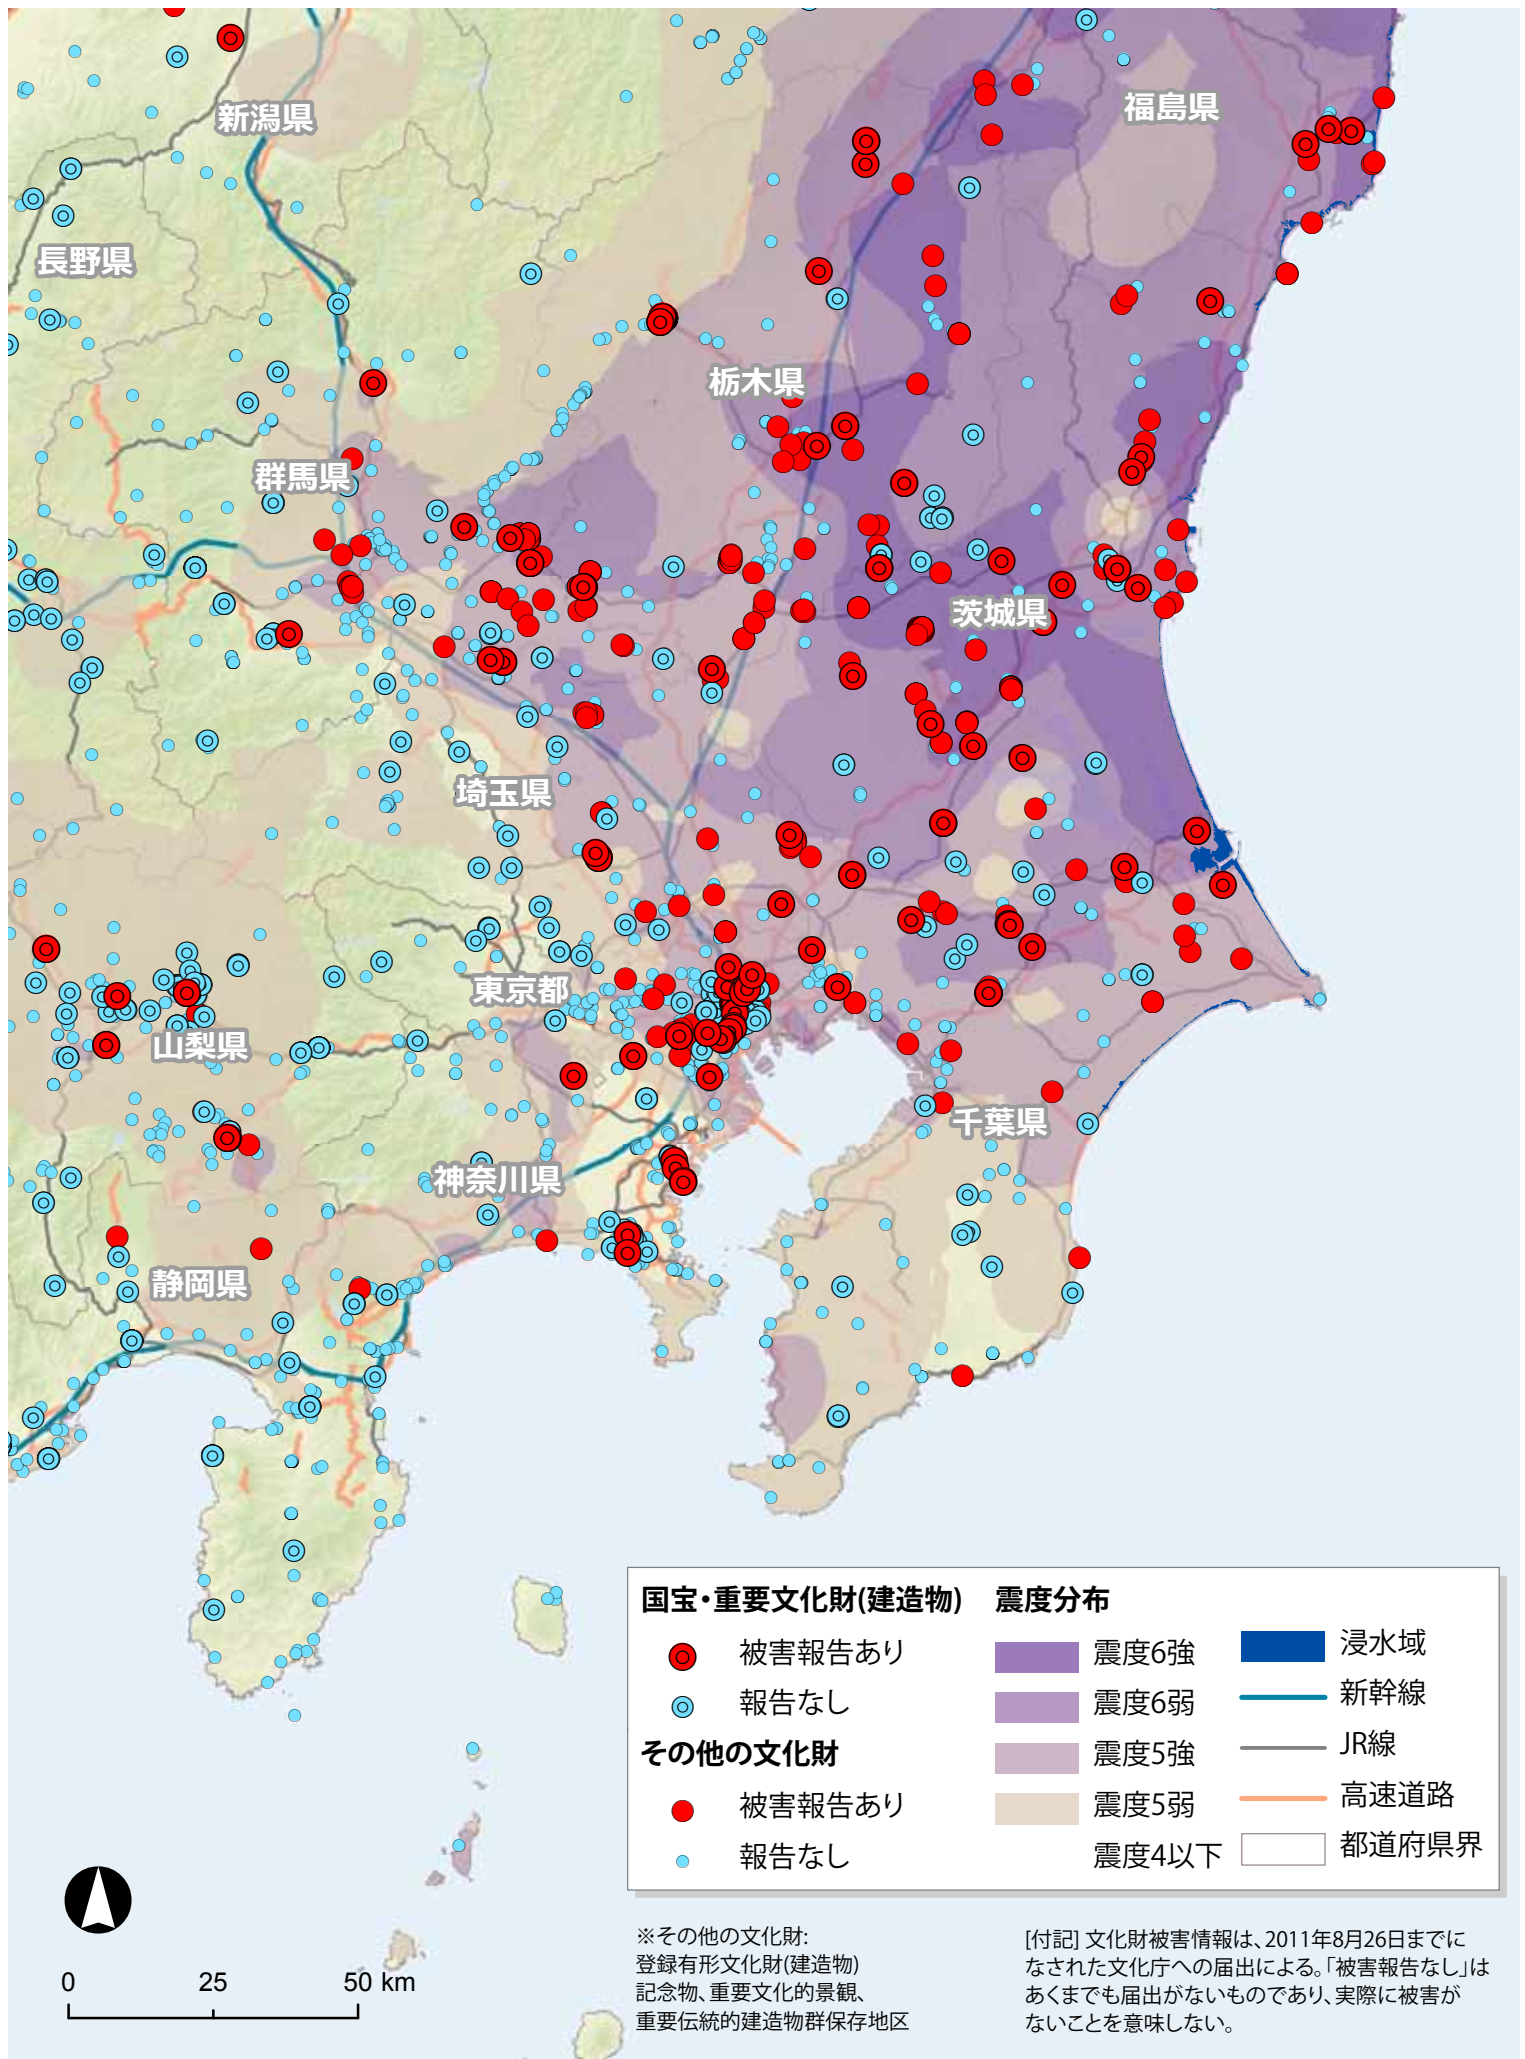 新潟県
福島県
長野県
栃木県
群馬県
茨城県
埼玉県
東京都
山梨県
千葉県
神奈川県
静岡県
国宝・重要文化財(建造物)
被害報告あり
報告なし
その他の文化財
被害報告あり
報告なし
震度分布
震度6強
震度6弱
震度5強
震度5弱
震度4以下
浸水域
新幹線
JR線
高速道路
都道府県界
0 25 50 km
※その他の文化財:
登録有形文化財(建造物)
記念物、重要文化的景観、
重要伝統的建造物群保存地区
[付記] 文化財被害情報は、2011年8月26日までに
なされた文化庁への届出による。「被害報告なし」は
あくまでも届出がないものであり、実際に被害が
ないことを意味しない。